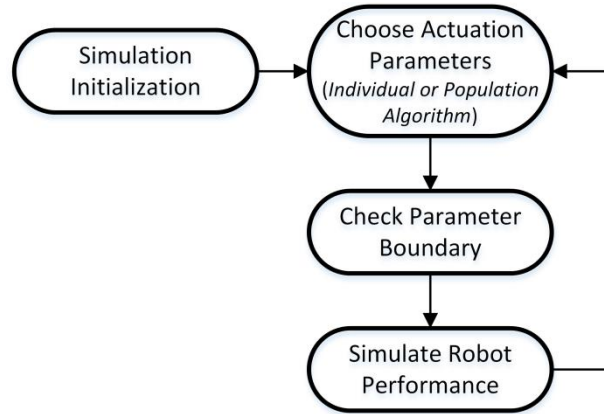 Simulation
Initialization
Choose Actuation
Parameters
(Individual or Population
Algorithm)
Check Parameter
Boundary
Simulate Robot
Performance